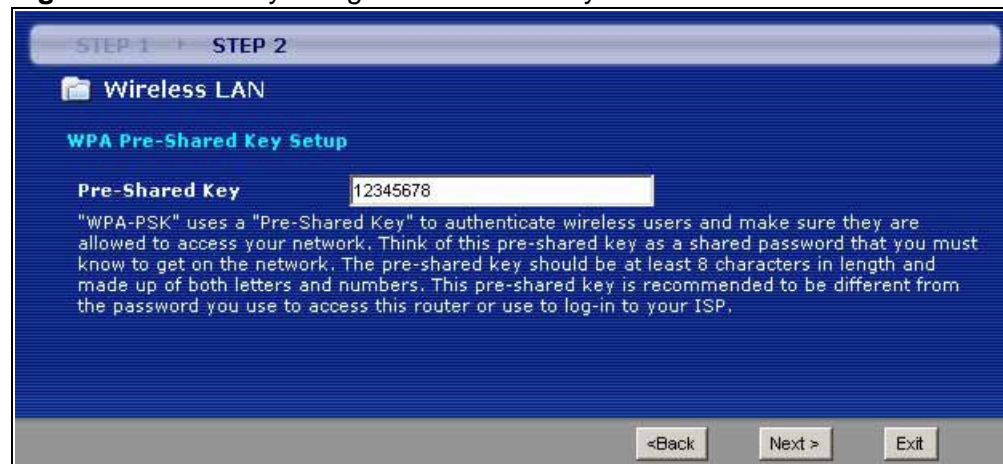 STEP 1 STEP 2
Wireless LAN
WPA Pre-Shared Key Setup
Pre-Shared Key 12345678
"WPA-PSK" uses a "Pre-Shared Key" to authenticate wireless users and make sure they are
allowed to access your network. Think of this pre-shared key as a shared password that you must
know to get on the network. The pre-shared key should be at least 8 characters in length and
made up of both letters and numbers. This pre-shared key is recommended to be different from
the password you use to access this router or use to log-in to your ISP.
<Back Next > Exit